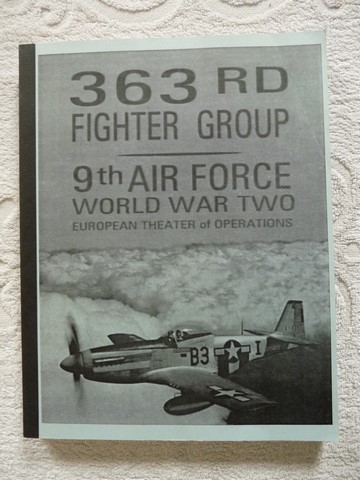 363 RD
FIGHTER GROUP
9th AIR FORCE
WORLD WAR TWO
EUROPEAN THEATER of OPERATIONS
B3 I